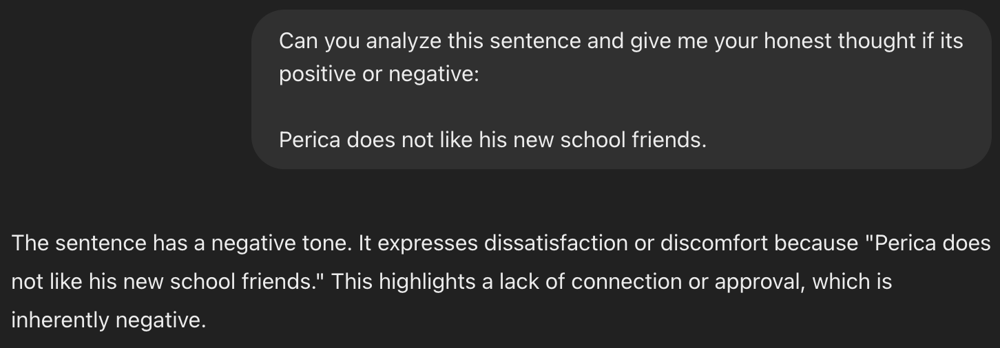 Can you analyze this sentence and give me your honest thought if its
positive or negative:
Perica does not like his new school friends.
The sentence has a negative tone. It expresses dissatisfaction or discomfort because "Perica does
not like his new school friends." This highlights a lack of connection or approval, which is
inherently negative.